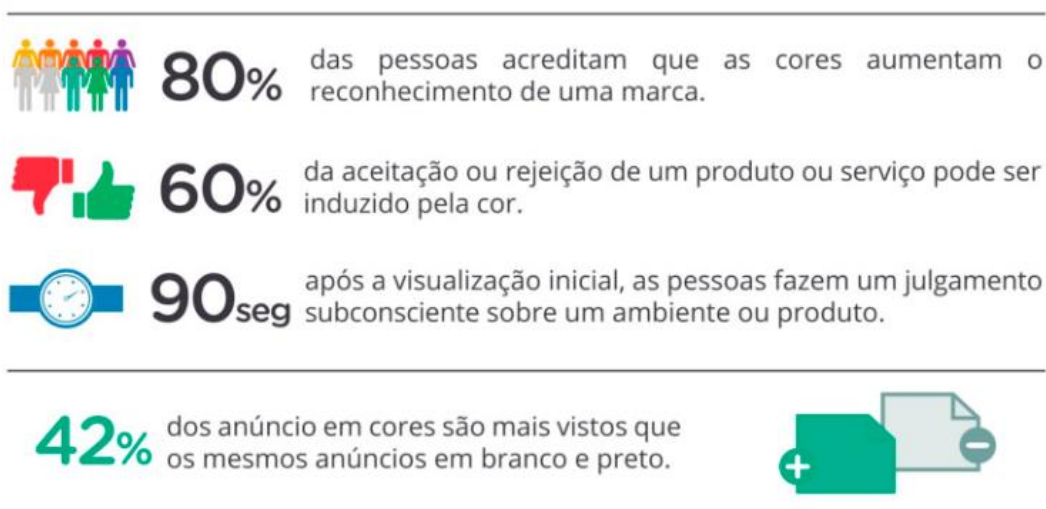 80% das pessoas acreditam que as cores aumentam o
reconhecimento de uma marca.
60% da aceitação ou rejeição de um produto ou serviço pode ser
induzido pela cor.
90seg após a visualização inicial, as pessoas fazem um julgamento
subconsciente sobre um ambiente ou produto.
42% dos anúncio em cores são mais vistos que
os mesmos anúncios em branco e preto.